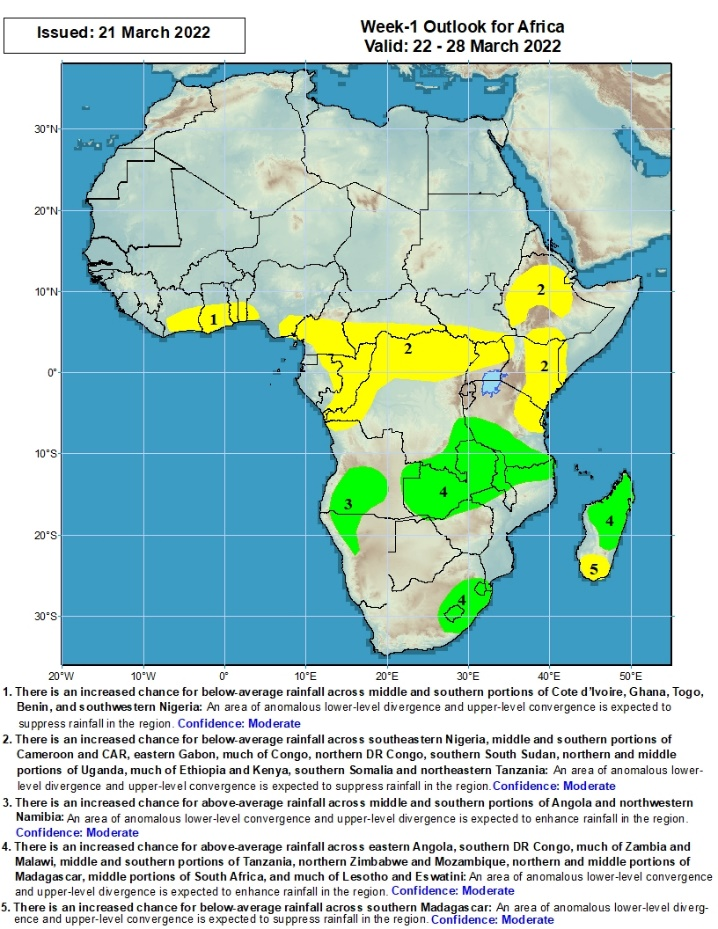 Issued: 21 March 2022
Week-1 Outlook for Africa
Valid: 22 - 28 March 2022
30°N
20°N
10°N
0°
10°S
20°S
30°S
20°W
10°W
0°
10°E
20°E
30°E
40°E
50°E
1
2
2
2
3
4
4
4
5
1. There is an increased chance for below-average rainfall across middle and southern portions of Cote d'Ivoire, Ghana, Togo,
Benin, and southwestern Nigeria: An area of anomalous lower-level divergence and upper-level convergence is expected to
suppress rainfall in the region. Confidence: Moderate
2. There is an increased chance for below-average rainfall across southeastern Nigeria, middle and southern portions of
Cameroon and CAR, eastern Gabon, much of Congo, northern DR Congo, southern South Sudan, northern and middle
portions of Uganda, much of Ethiopia and Kenya, southern Somalia and northeastern Tanzania: An area of anomalous lower-
level divergence and upper-level convergence is expected to suppress rainfall in the region. Confidence: Moderate
3. There is an increased chance for above-average rainfall across middle and southern portions of Angola and northwestern
Namibia: An area of anomalous lower-level convergence and upper-level divergence is expected to enhance rainfall in the region.
Confidence: Moderate
4. There is an increased chance for above-average rainfall across eastern Angola, southern DR Congo, much of Zambia and
Malawi, middle and southern portions of Tanzania, northern Zimbabwe and Mozambique, northern and middle portions of
Madagascar, middle portions of South Africa, and much of Lesotho and Eswatini: An area of anomalous lower-level convergence
and upper-level divergence is expected to enhance rainfall in the region. Confidence: Moderate
5. There is an increased chance for below-average rainfall across southern Madagascar: An area of anomalous lower-level diverg-
ence and upper-level convergence is expected to suppress rainfall in the region. Confidence: Moderate